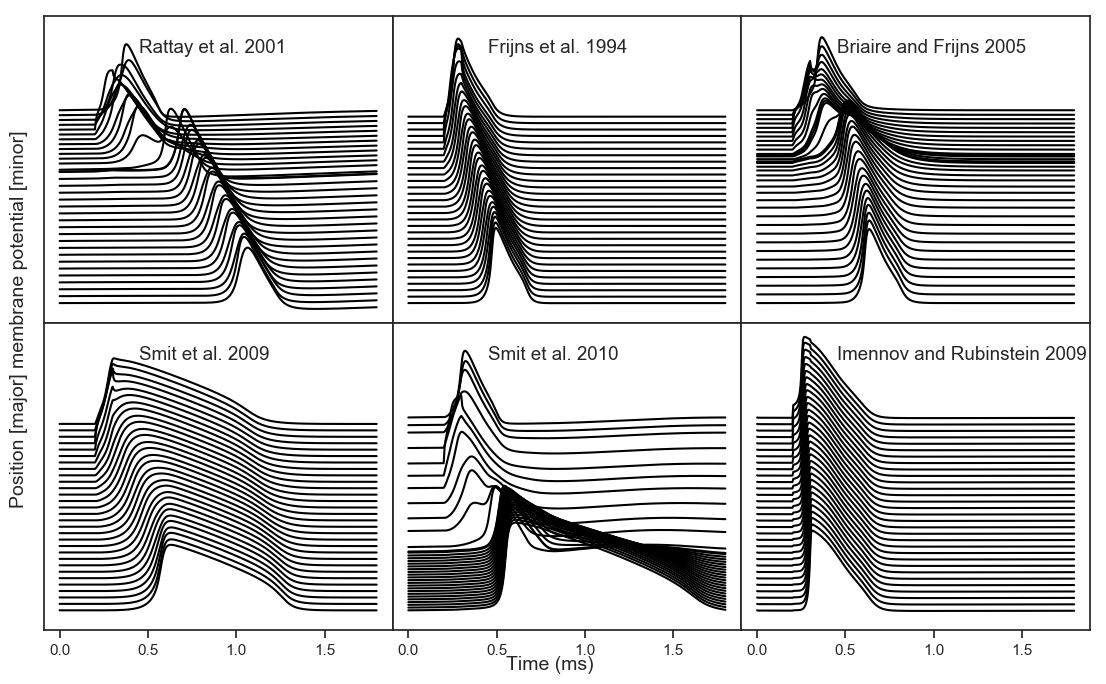 Rattay et al. 2001
Frijns et al. 1994
Briaire and Frijns 2005
Position [major] membrane potential [minor]
Smit et al. 2009
Smit et al. 2010
Imennov and Rubinstein 2009
0.0 0.5 1.0 1.5 0.0 0.5 1.0 1.5 0.0 0.5 1.0 1.5
Time (ms)